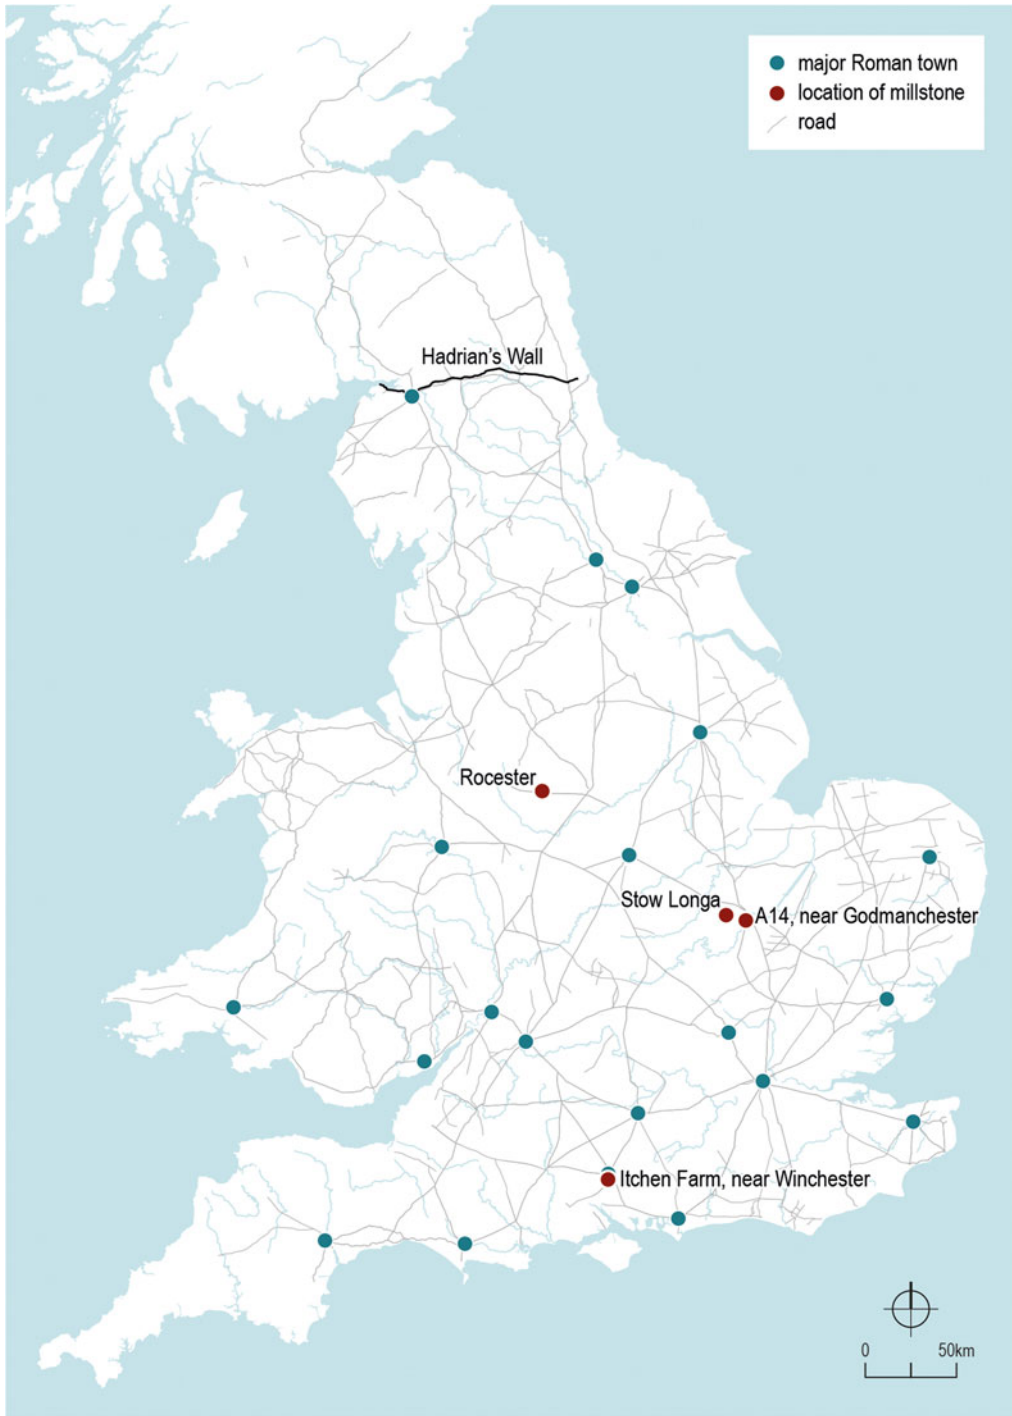 major Roman town
location of millstone
road
Hadrian's Wall
Rocester
Stow Longa
A14, near Godmanchester
Itchen Farm, near Winchester
0 50km